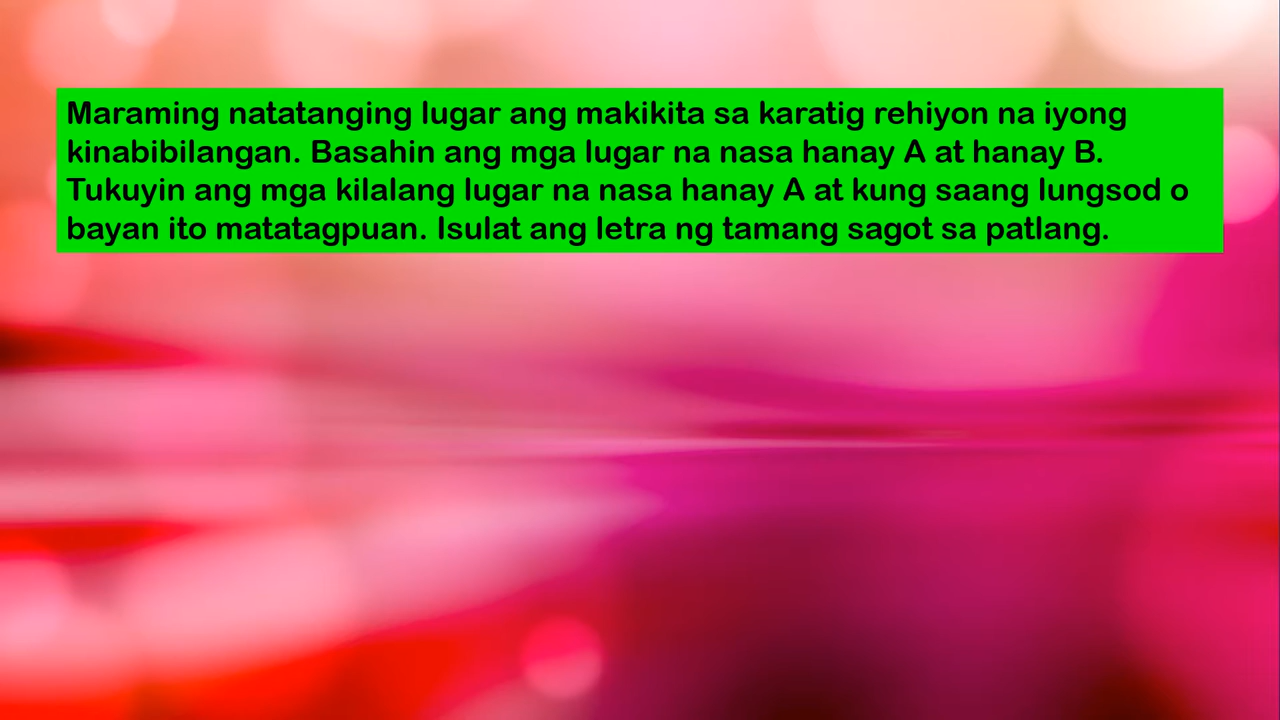 Maraming natatanging lugar ang makikita sa karatig rehiyon na iyong
kinabibilangan. Basahin ang mga lugar na nasa hanay A at hanay B.
Tukuyin ang mga kilalang lugar na nasa hanay A at kung saang lungsod o
bayan ito matatagpuan. Isulat ang letra ng tamang sagot sa patlang.